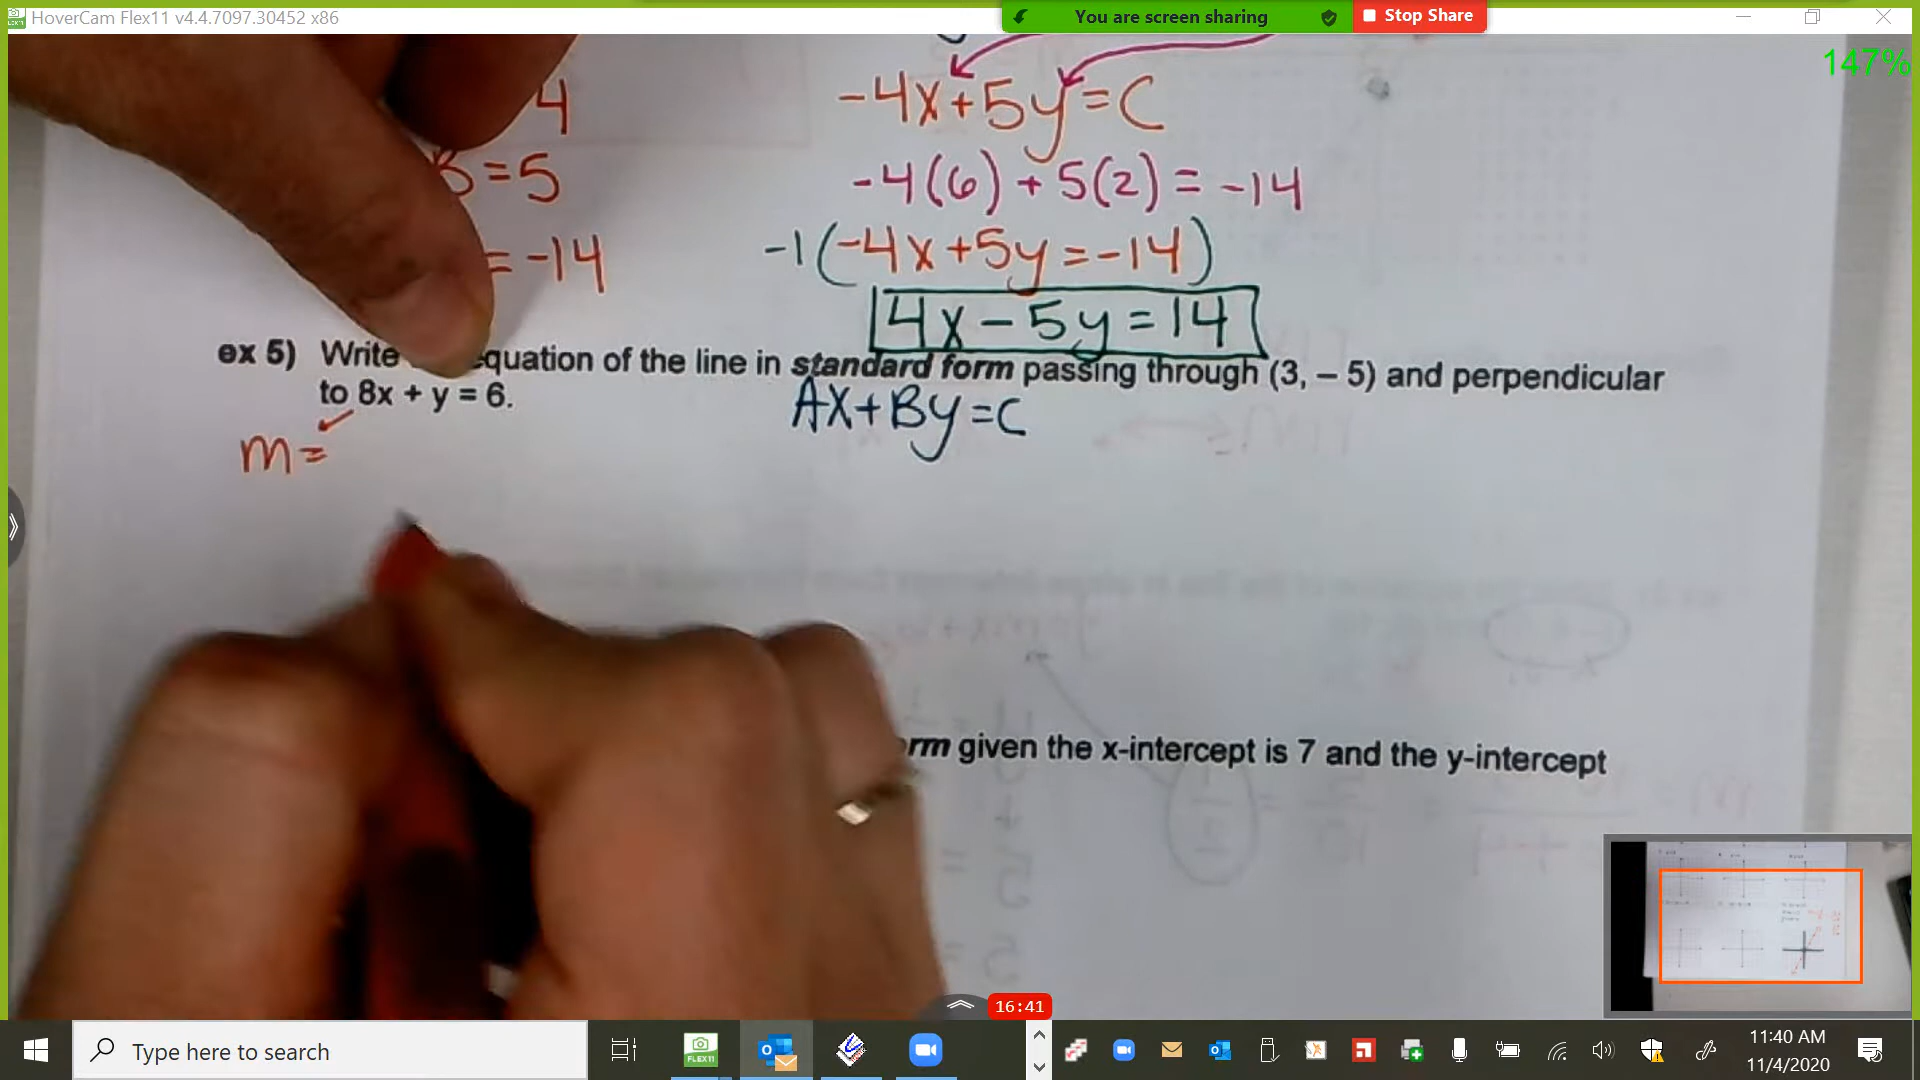 HoverCam Flex11 v4.4.7097.30452 x86
You are screen sharing
Stop Share
147%
4
-4x+5y=C
B=5
-4(6)+5(2)=-14
=-14
-1(-4x+5y=-14)
4x-5y=14
ex 5) Write equation of the line in standard form passing through (3, – 5) and perpendicular
to 8x + y = 6.
Ax+By=C
m=
rm given the x-intercept is 7 and the y-intercept
16:41
Type here to search
FLEX11
11:40 AM
11/4/2020